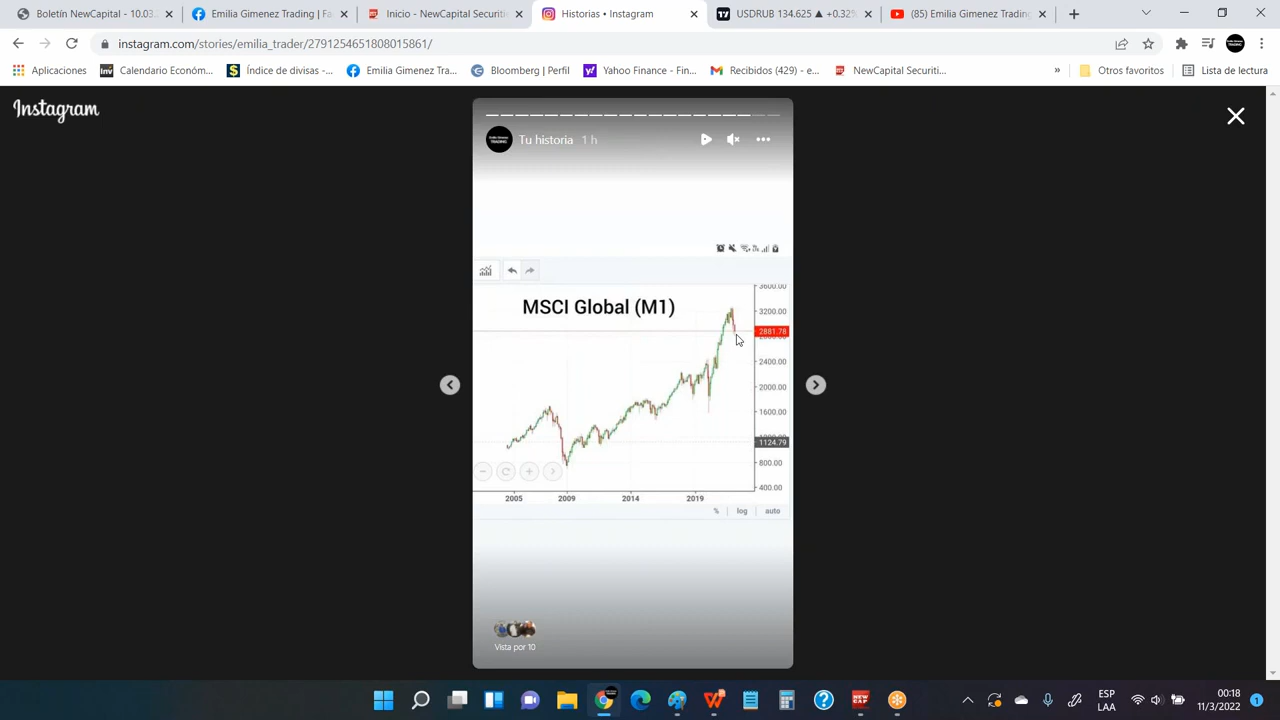 Boletín NewCapital - 10.03.
Emilia Gimenez Trading | Fa
Inicio - NewCapital Securiti
Historias • Instagram
USDRUB 134.625 ▲ +0.32%
(85) Emilia Gimenez Trading
instagram.com/stories/emilia_trader/2791254651808015861/
Aplicaciones
Calendario Económ...
Índice de divisas -...
Emilia Gimenez Tra...
Bloomberg | Perfil
Yahoo Finance - Fin...
Recibidos (429) - e...
NewCapital Securiti...
»
Otros favoritos
Lista de lectura
Instagram
Tu historia 1 h
MSCI Global (M1)
3600.00
3200.00
2881.78
2400.00
2000.00
1600.00
1124.79
800.00
400.00
2005 2009 2014 2019
% log auto
Vista por 10
ESP
LAA
00:18
11/3/2022